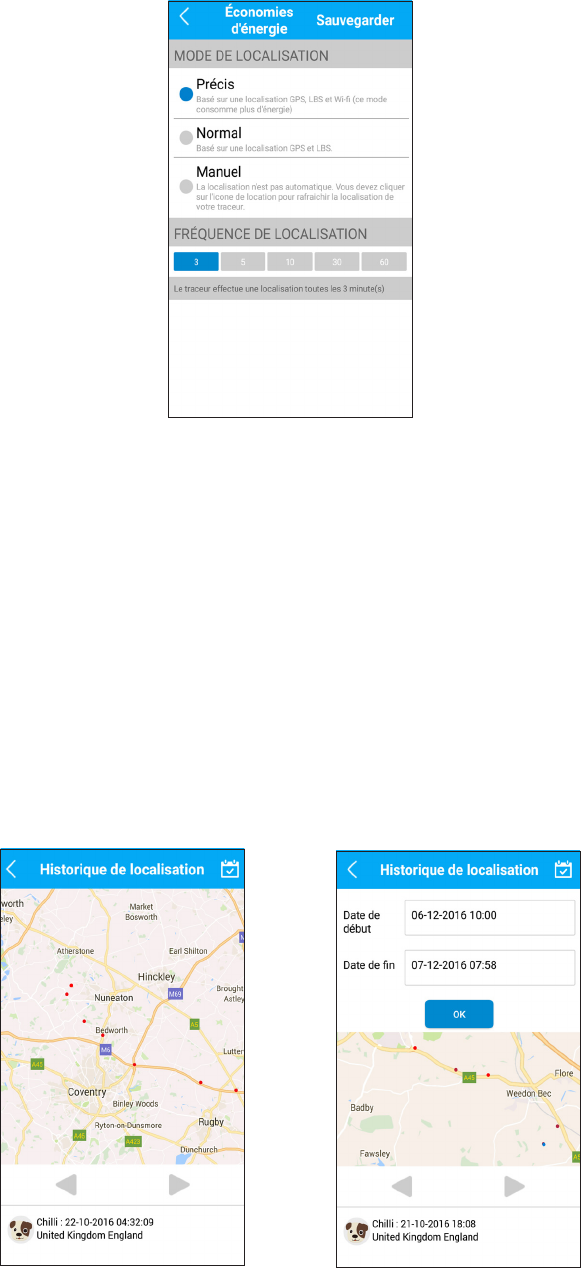 Économies
d'énergie
Sauvegarder
MODE DE LOCALISATION
Précis
Basé sur une localisation GPS, LBS et Wi-fi (ce mode
consomme plus d'énergie)
Normal
Basé sur une localisation GPS et LBS.
Manuel
La localisation n'est pas automatique. Vous devez cliquer
sur l'icone de location pour rafraichir la localisation de
votre traceur.
FRÉQUENCE DE LOCALISATION
3 5 10 30 60
Le traceur effectue une localisation toutes les 3 minute(s)
Historique de localisation
worth
eley
Market
Bosworth
Atherstone
Earl Shilton
Hinckley
M69
Brought
Astley
Nuneaton
A5
Bedworth
M6
Lutter
A45
Coventry
Binley Woods
Rugby
Ryton-on-Dunsmore
A45
A423
Dunchurch
Chilli : 22-10-2016 04:32:09
United Kingdom England
Historique de localisation
Date de
début
06-12-2016 10:00
Date de fin
07-12-2016 07:58
OK
A45
Flore
Weedon Bec
Badby
Fawsley
A5
Chilli : 21-10-2016 18:08
United Kingdom England